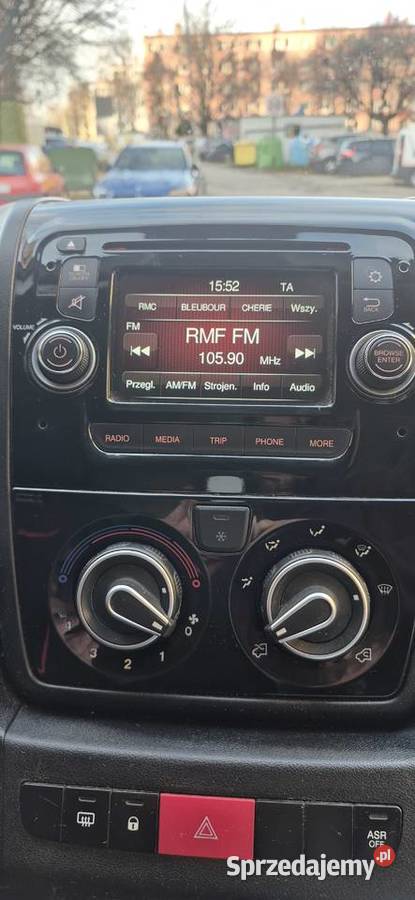 15:52 TA
RMC BLEUBOUR CHERIE Wszy.
FM
RMF FM
105.90 MHz
Przegl. AM/FM Strojen. Info Audio
VOLUME
BACK
BROWSE
ENTER
RADIO MEDIA TRIP PHONE MORE
4 3 2 1 0
ASR
OFF
Sprzedajemy.pl